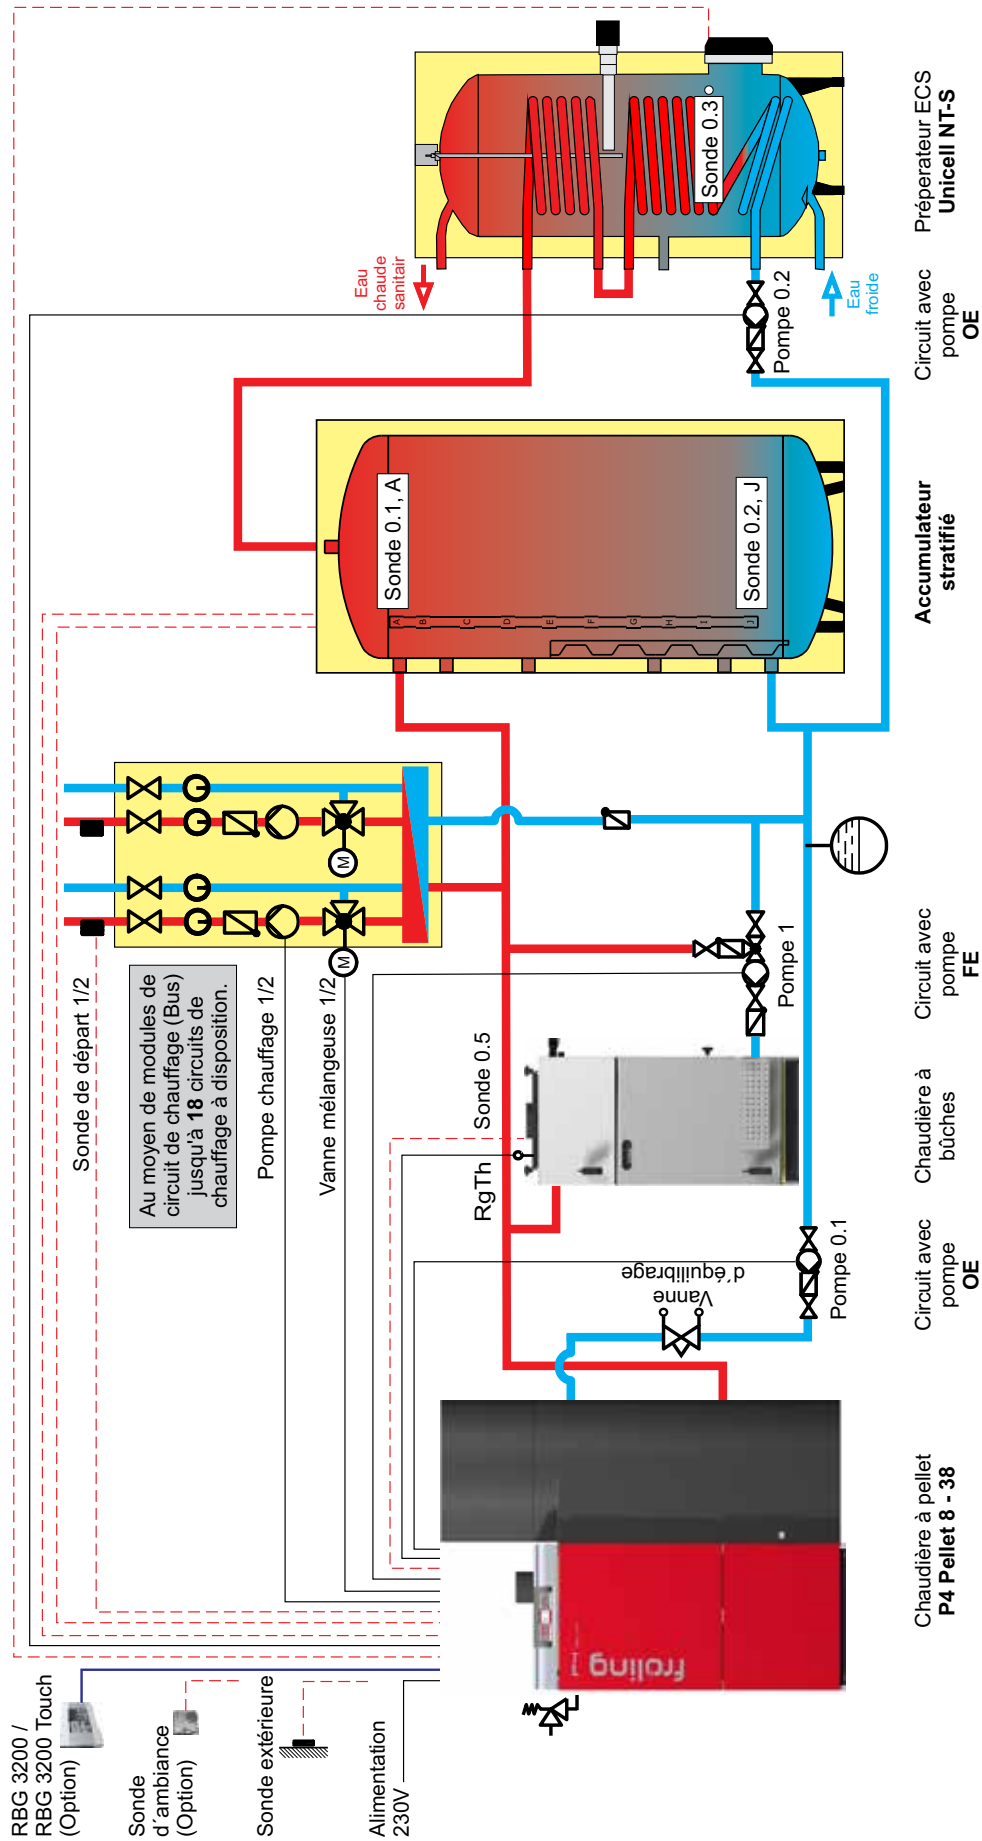 RBG 3200 /
RBG 3200 Touch
(Option)
Sonde
d´ambiance
(Option)
Sonde extérieure
Alimentation
230V
Sonde de départ 1/2
Au moyen de modules de
circuit de chauffage (Bus)
jusqu'à 18 circuits de
chauffage à disposition.
Pompe chauffage 1/2
Vanne mélangeuse 1/2
M
M
RgTh
Sonde 0.5
Vanne
d´équilibrage
Pompe 0.1
Pompe 1
Sonde 0.1, A
A
B
C
D
E
F
G
H
I
J
Sonde 0.2, J
Eau
chaude
sanitair
Eau
froide
Pompe 0.2
Sonde 0.3
froling
Chaudière à pellet
P4 Pellet 8 - 38
Circuit avec
pompe
OE
Chaudière à
bûches
Circuit avec
pompe
FE
Accumulateur
stratifié
Circuit avec
pompe
OE
Préperateur ECS
Unicell NT-S